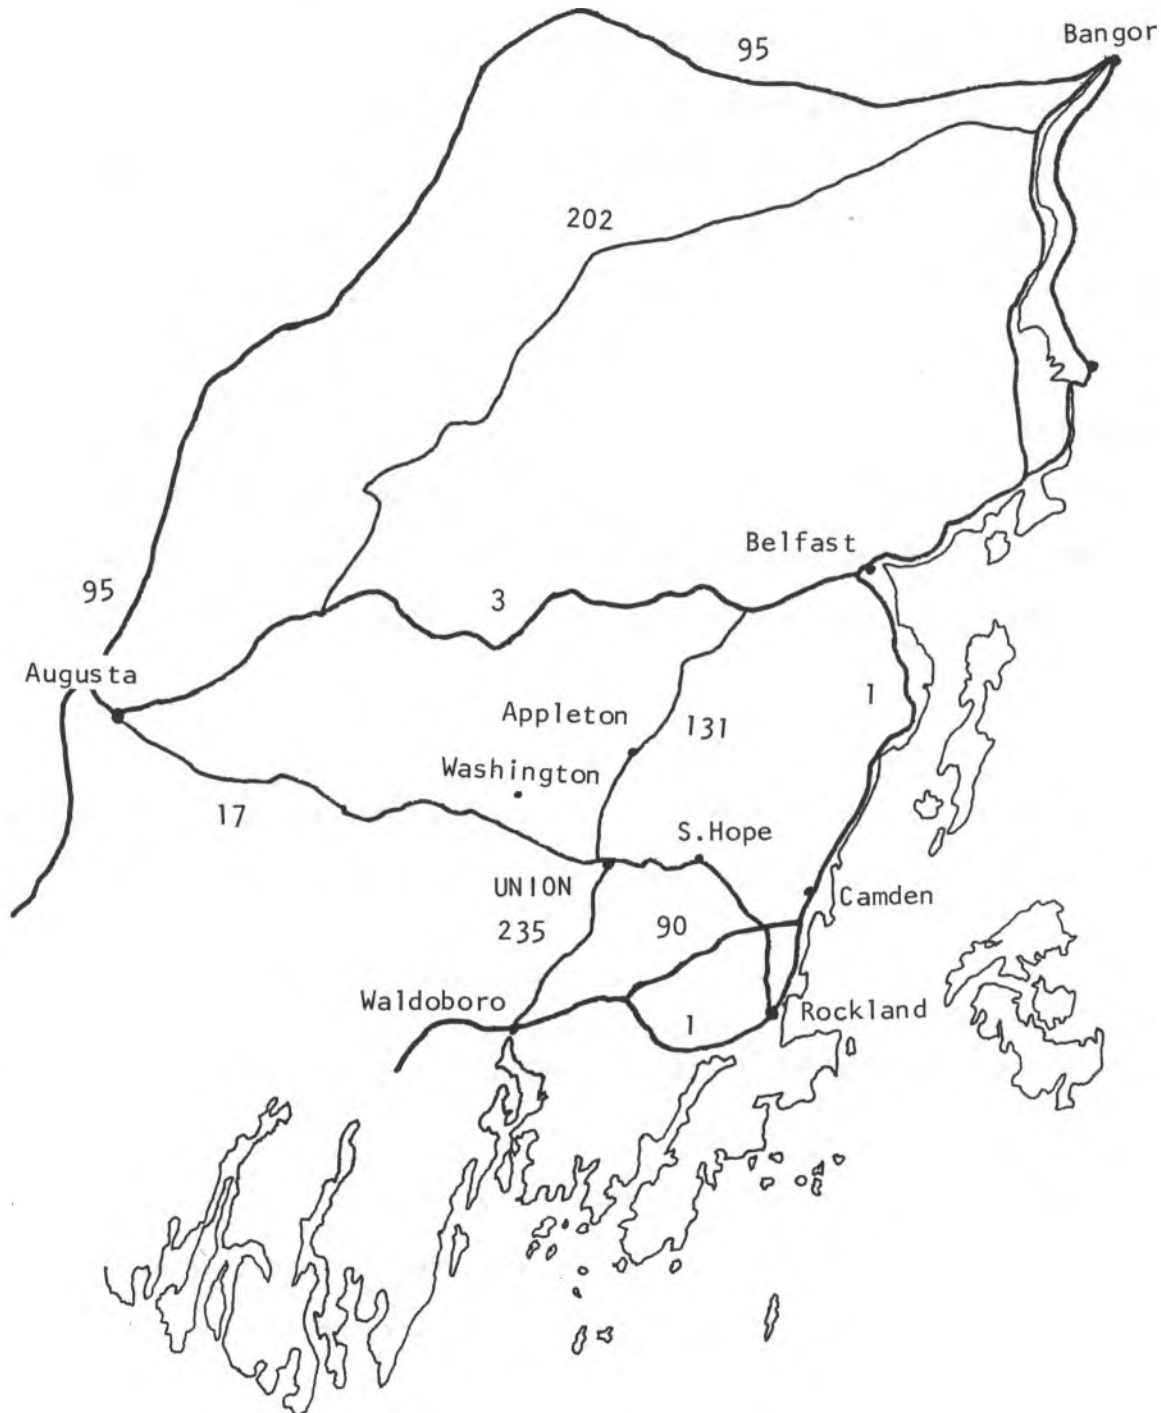 Bangor
95
202
Belfast
95
3
Augusta
1
Appleton
131
Washington
17
S.Hope
UNION
Camden
235
90
Waldoboro
Rockland
1